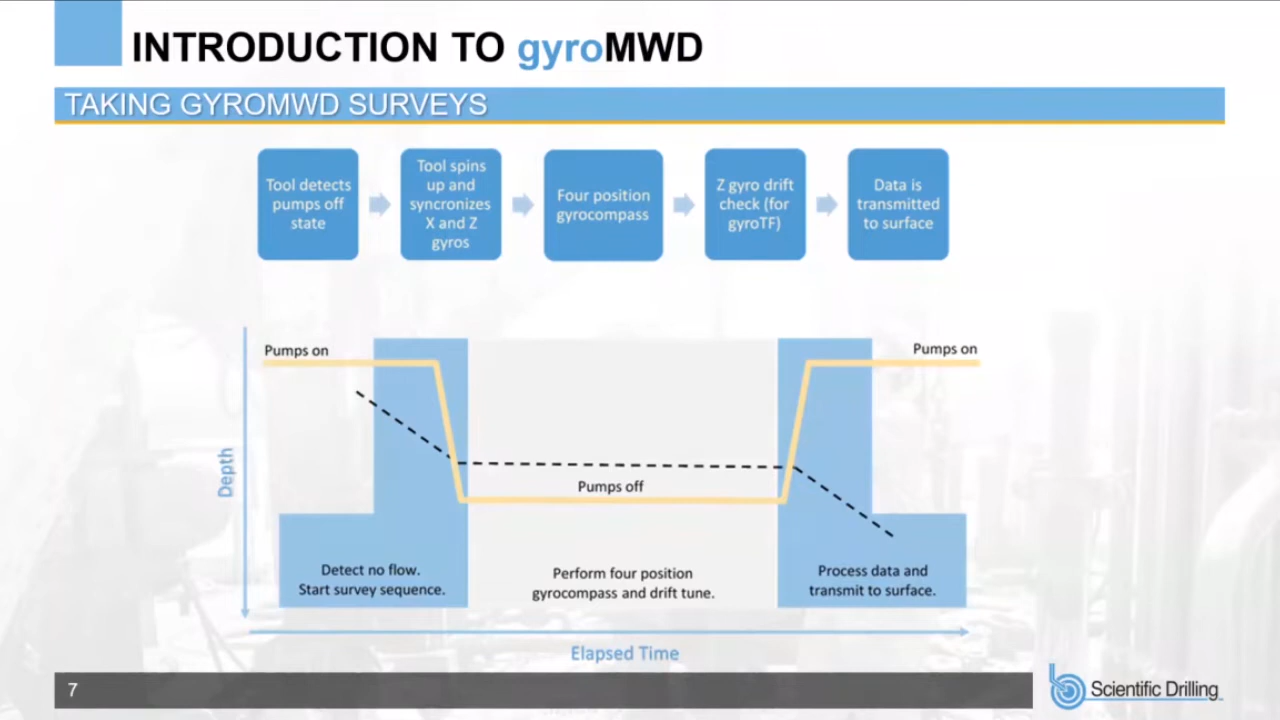 INTRODUCTION TO gyroMWD
TAKING GYROMWD SURVEYS
Tool detects
pumps off
state
Tool spins
up and
syncronizes
X and Z
gyros
Four position
gyrocompass
Z gyro drift
check (for
gyroTF)
Data is
transmitted
to surface
Pumps on
Pumps on
Depth
Pumps off
Detect no flow.
Start survey sequence.
Perform four position
gyrocompass and drift tune.
Process data and
transmit to surface.
Elapsed Time
7
Scientific Drilling